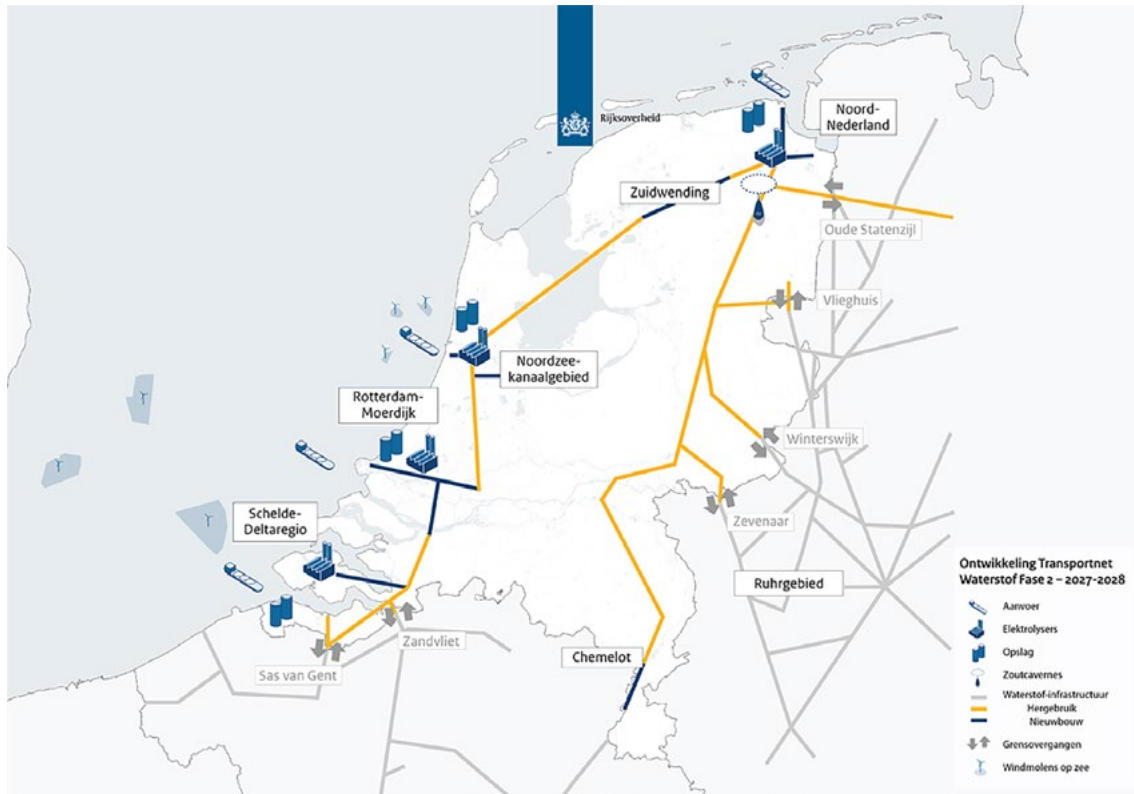 Rijksoverheid
Noord-
Nederland
Zuidwending
Oude Statenzijl
Vlieghuis
Noordzee-
kanaalgebied
Rotterdam-
Moerdijk
Winterswijk
Schelde-
Deltaregio
Zevenaar
Ruhrgebied
Zandvliet
Chemelot
Sas van Gent
Ontwikkeling Transportnet
Waterstof Fase 2 – 2027-2028
Aanvoer
Elektrolysers
Opslag
Zoutcavernes
Waterstof-infrastructuur
Hergebruik
Nieuwbouw
Grensovergangen
Windmolens op zee